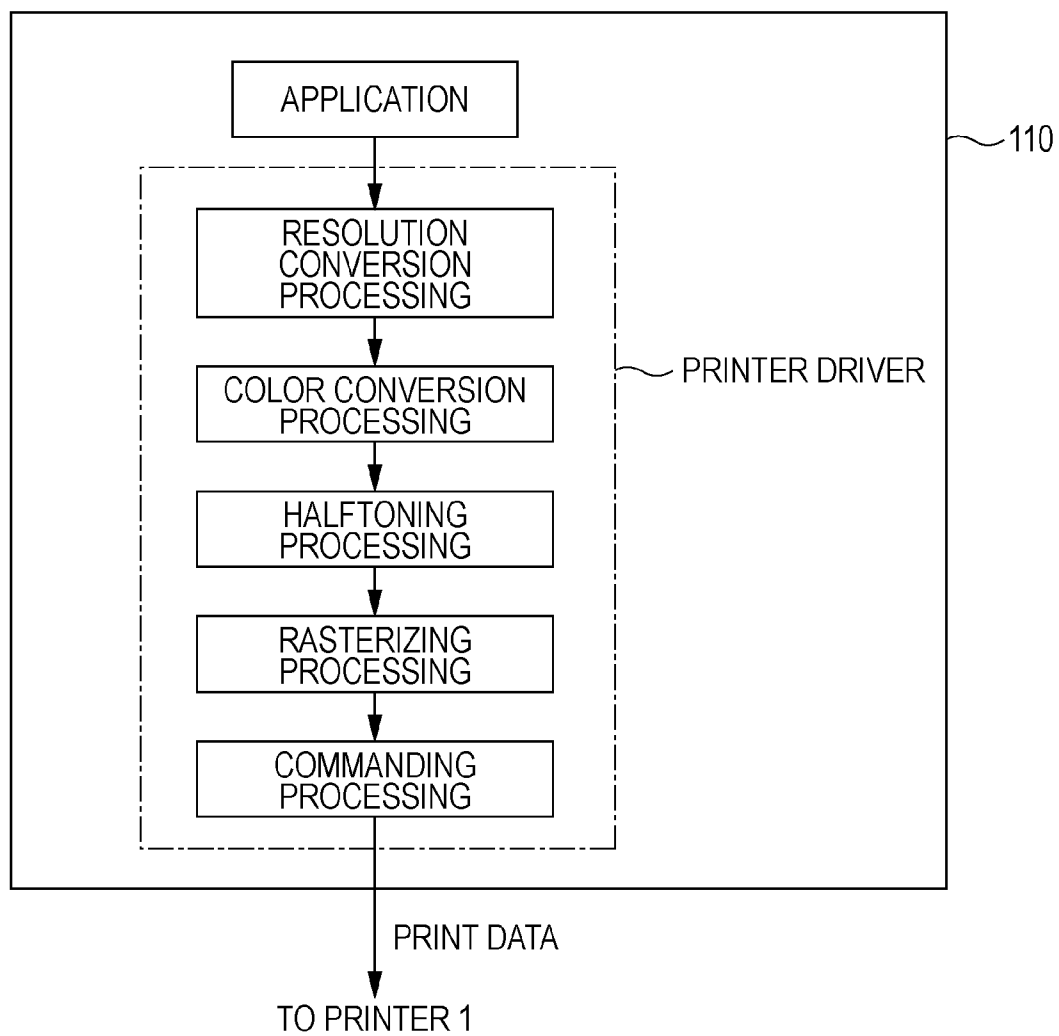 APPLICATION
110
RESOLUTION
CONVERSION
PROCESSING
PRINTER DRIVER
COLOR CONVERSION
PROCESSING
HALFTONING
PROCESSING
RASTERIZING
PROCESSING
COMMANDING
PROCESSING
PRINT DATA
TO PRINTER 1